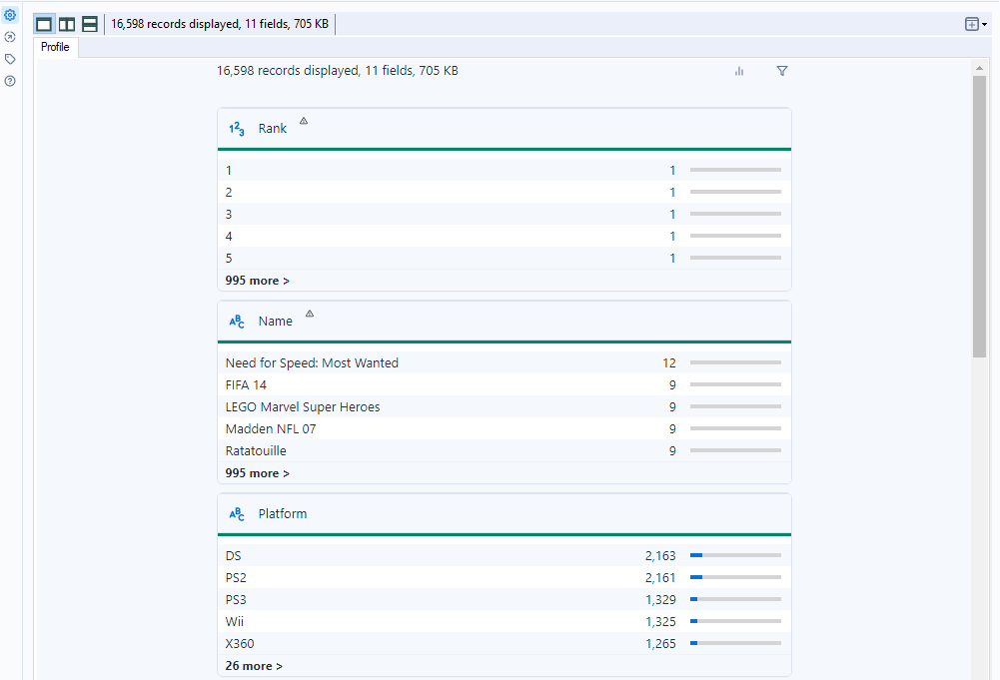 16,598 records displayed, 11 fields, 705 KB
Profile
16,598 records displayed, 11 fields, 705 KB
123 Rank
1 1
2 1
3 1
4 1
5 1
995 more >
ABC Name
Need for Speed: Most Wanted 12
FIFA 14 9
LEGO Marvel Super Heroes 9
Madden NFL 07 9
Ratatouille 9
995 more >
ABC Platform
DS 2,163
PS2 2,161
PS3 1,329
Wii 1,325
X360 1,265
26 more >